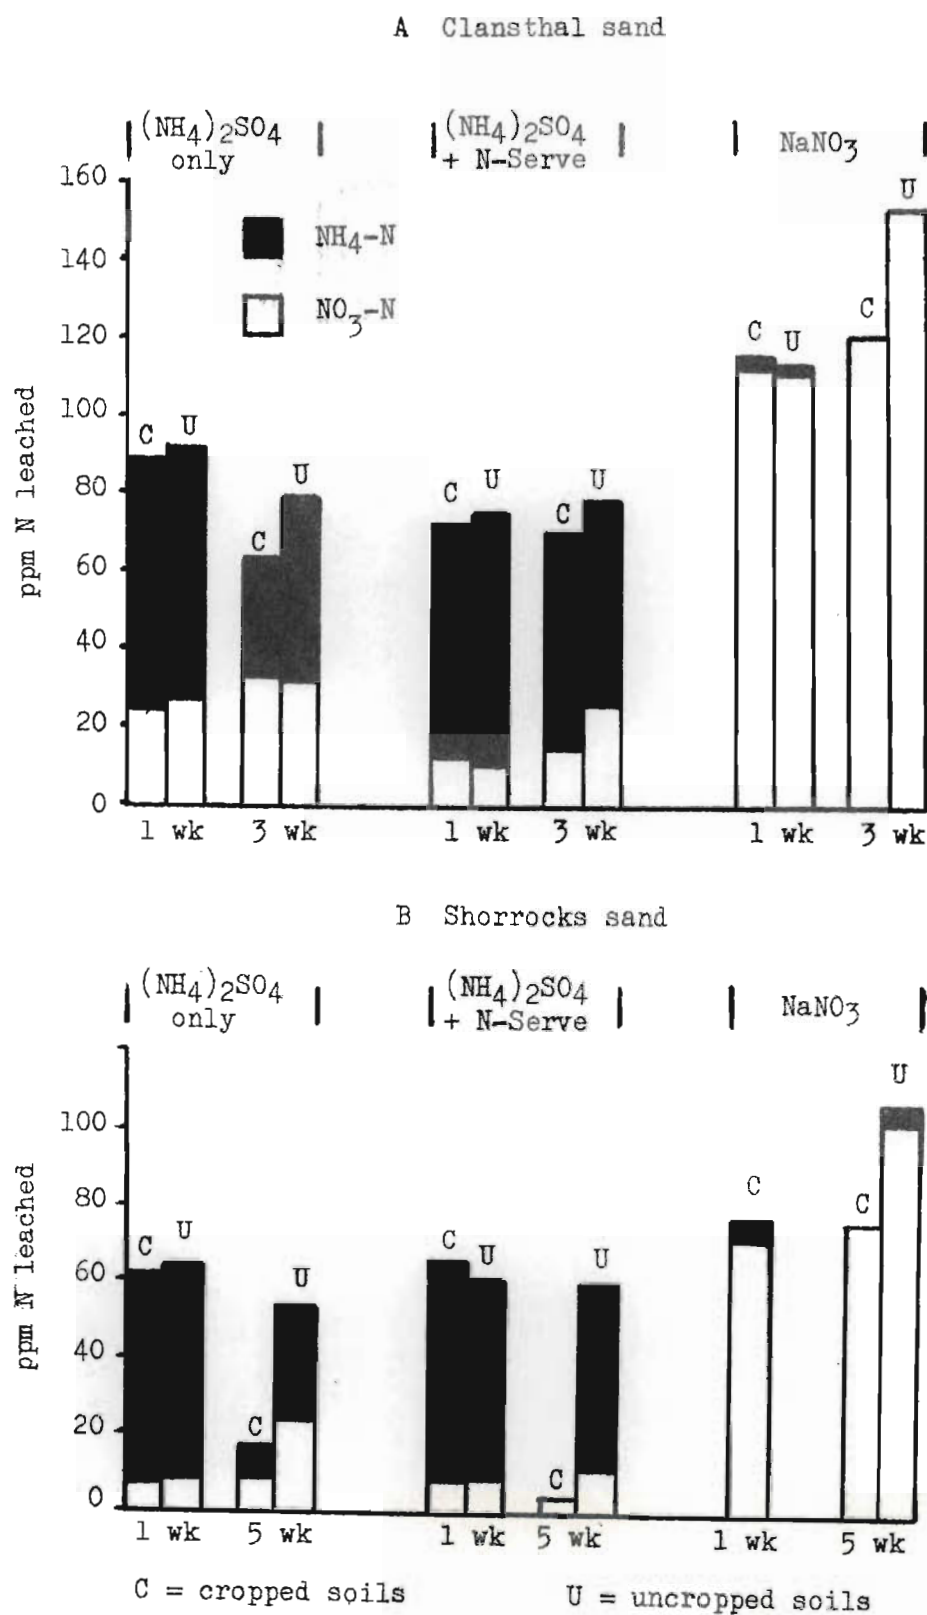 A Clansthal sand
(NH4)2SO4 only
(NH4)2SO4 + N-Serve
NaNO3
160
140
120
100
80
60
40
20
0
ppm N leached
NH4-N
NO3-N
C U
C U
C U
C U
C U
C U
1 wk 3 wk 1 wk 3 wk 1 wk 3 wk
B Shorrocks sand
(NH4)2SO4 only
(NH4)2SO4 + N-Serve
NaNO3
100
80
60
40
20
0
ppm N leached
C U
C U
C U
C U
C
C U
1 wk 5 wk 1 wk 5 wk 1 wk 5 wk
C = cropped soils U = uncropped soils